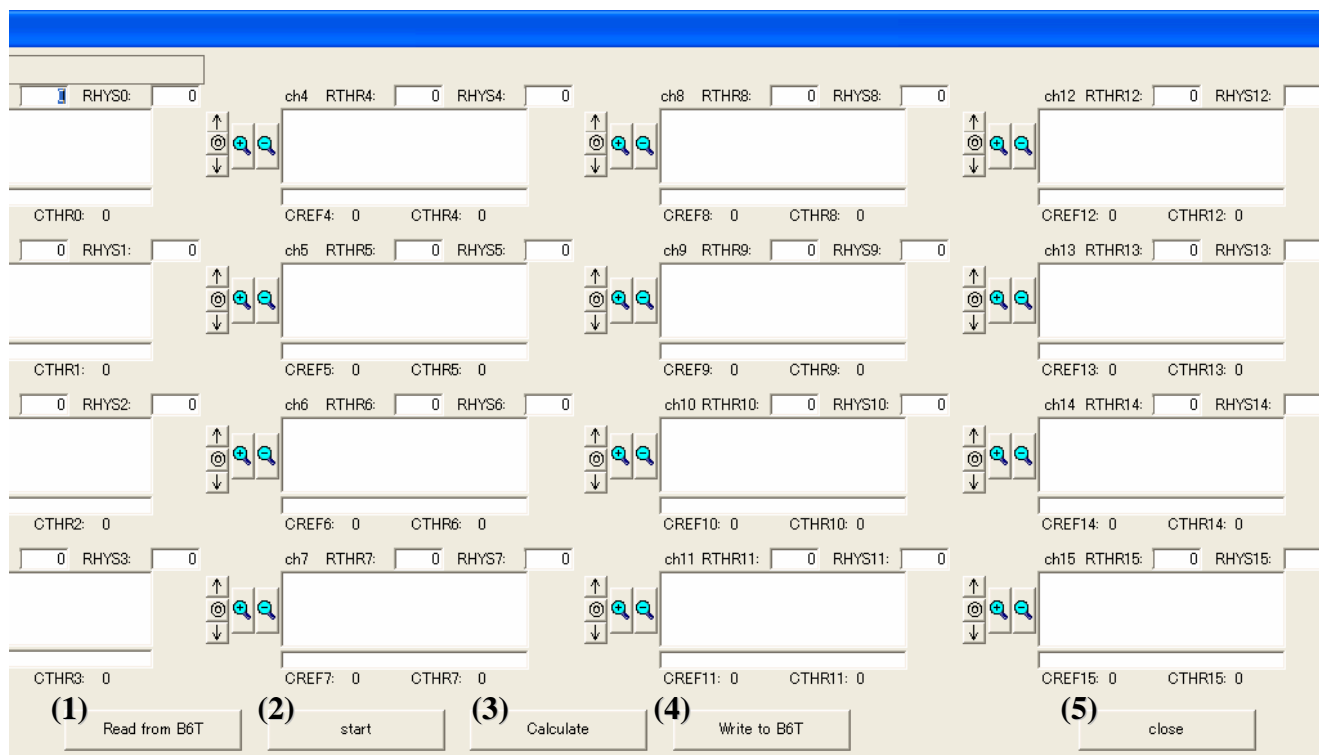 0 RHYS0: 0 ch4 RTHR4: 0 RHYS4: 0 ch8 RTHR8: 0 RHYS8: 0 ch12 RTHR12: 0 RHYS12:
CTHR0: 0 CREF4: 0 CTHR4: 0 CREF8: 0 CTHR8: 0 CREF12: 0 CTHR12: 0
0 RHYS1: 0 ch5 RTHR5: 0 RHYS5: 0 ch9 RTHR9: 0 RHYS9: 0 ch13 RTHR13: 0 RHYS13:
CTHR1: 0 CREF5: 0 CTHR5: 0 CREF9: 0 CTHR9: 0 CREF13: 0 CTHR13: 0
0 RHYS2: 0 ch6 RTHR6: 0 RHYS6: 0 ch10 RTHR10: 0 RHYS10: 0 ch14 RTHR14: 0 RHYS14:
CTHR2: 0 CREF6: 0 CTHR6: 0 CREF10: 0 CTHR10: 0 CREF14: 0 CTHR14: 0
0 RHYS3: 0 ch7 RTHR7: 0 RHYS7: 0 ch11 RTHR11: 0 RHYS11: 0 ch15 RTHR15: 0 RHYS15:
CTHR3: 0 CREF7: 0 CTHR7: 0 CREF11: 0 CTHR11: 0 CREF15: 0 CTHR15: 0
(1) Read from B6T (2) start (3) Calculate (4) Write to B6T (5) close